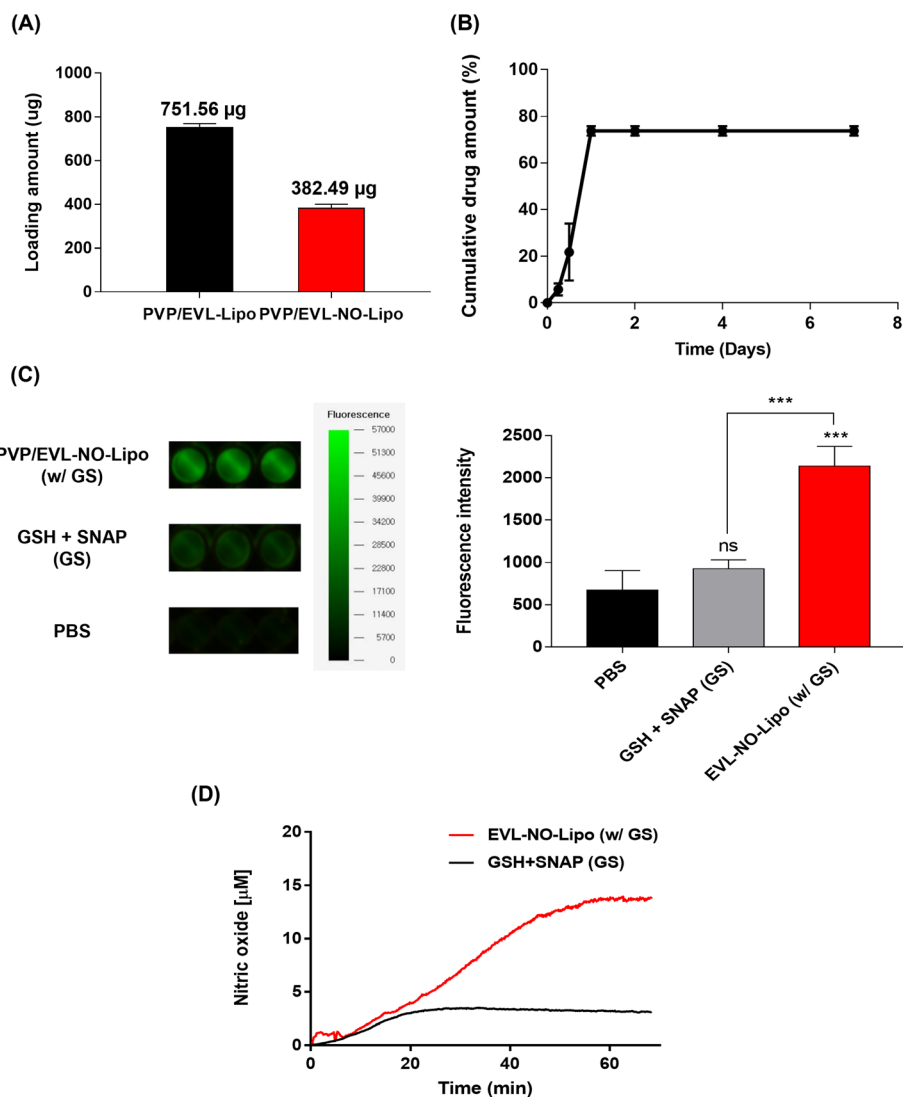 (A)
Loading amount (ug)
1000
800
600
400
200
0
751.56 µg
382.49 µg
PVP/EVL-Lipo PVP/EVL-NO-Lipo
(B)
Cumulative drug amount (%)
100
80
60
40
20
0
0 2 4 6 8
Time (Days)
(C)
PVP/EVL-NO-Lipo
(w/ GS)
GSH + SNAP
(GS)
PBS
Fluorescence
57000
51300
45600
39900
34200
28500
22800
17100
11400
5700
0
Fluorescence intensity
2500
2000
1500
1000
500
0
***
***
ns
PBS
GSH + SNAP (GS)
EVL-NO-Lipo (w/ GS)
(D)
Nitric oxide [µM]
20
15
10
5
0
EVL-NO-Lipo (w/ GS)
GSH+SNAP (GS)
0 20 40 60
Time (min)